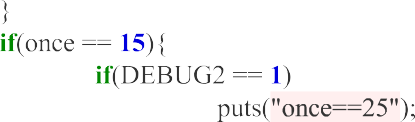 }
if(once == 15){
if(DEBUG2 == 1)
puts("once==25");